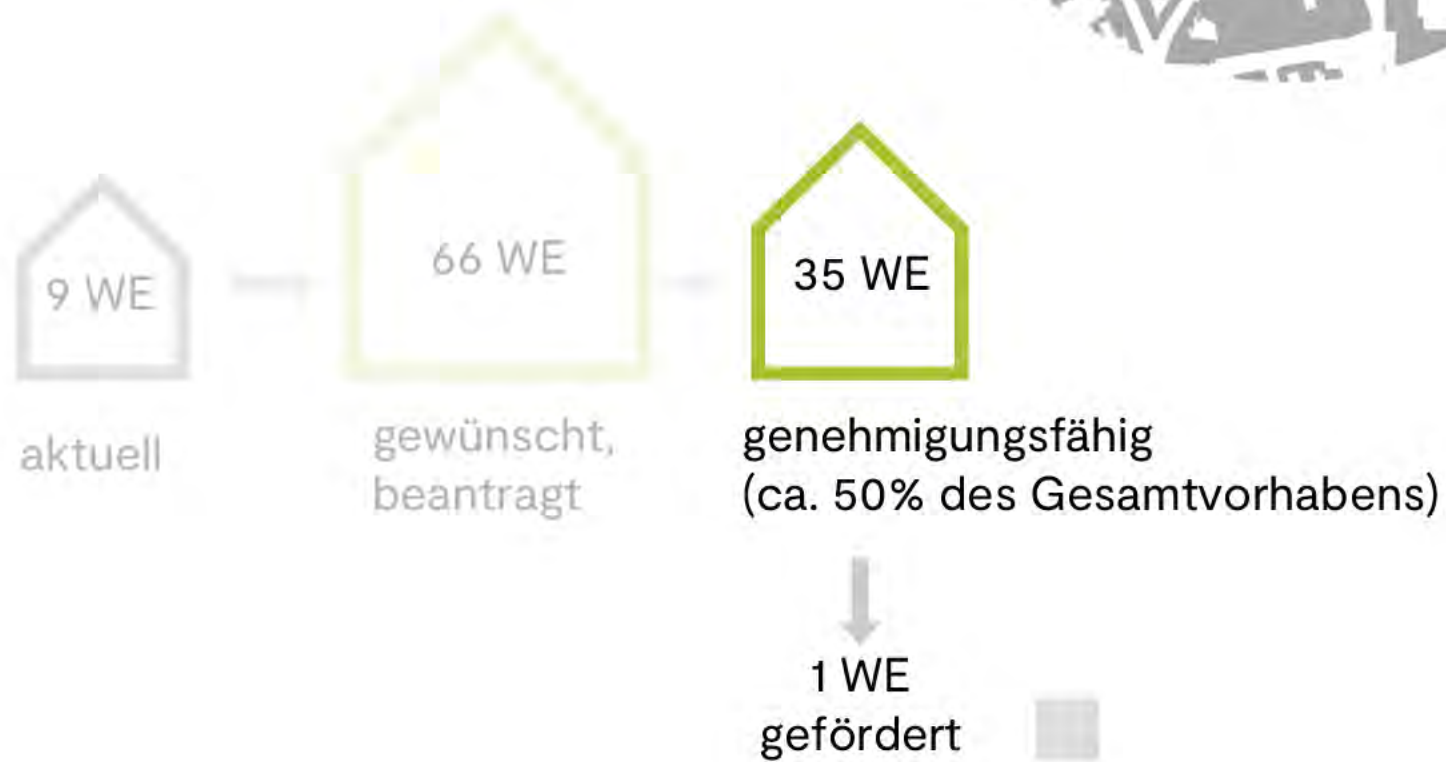 9 WE
66 WE
35 WE
aktuell
gewünscht,
beantragt
genehmigungsfähig
(ca. 50% des Gesamtvorhabens)
1 WE
gefördert